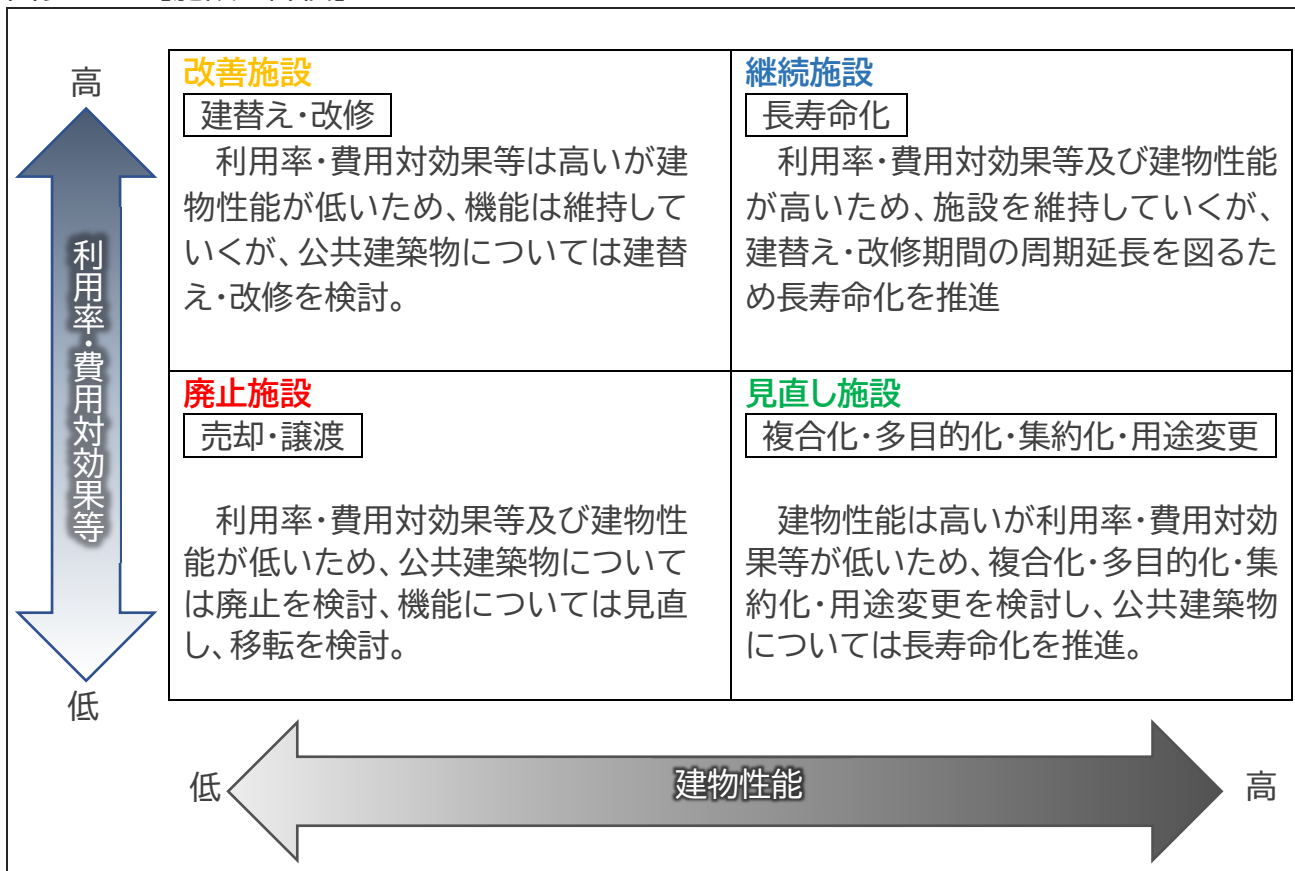 高
改善施設
建替え・改修
利用率・費用対効果等は高いが建
物性能が低いため、機能は維持して
いくが、公共建築物については建替
え・改修を検討。
継続施設
長寿命化
利用率・費用対効果等及び建物性能
が高いため、施設を維持していくが、
建替え・改修期間の周期延長を図るた
め長寿命化を推進
利用率・費用対効果等
廃止施設
売却・譲渡
利用率・費用対効果等及び建物性
能が低いため、公共建築物について
は廃止を検討、機能については見直
し、移転を検討。
見直し施設
複合化・多目的化・集約化・用途変更
建物性能は高いが利用率・費用対効
果等が低いため、複合化・多目的化・集
約化・用途変更を検討し、公共建築物
については長寿命化を推進。
低
低
建物性能
高